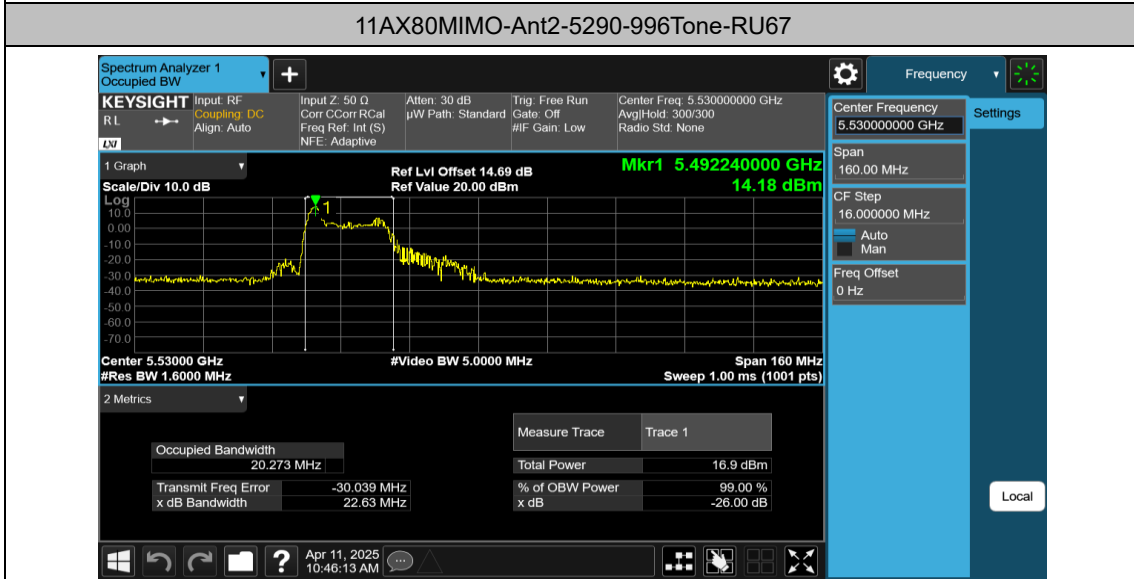 11AX80MIMO-Ant2-5290-996Tone-RU67
Spectrum Analyzer 1
Occupied BW
Frequency
KEYSIGHT
R L
LXI
Input: RF
Coupling: DC
Align: Auto
Input Z: 50 Ω
Corr CCorr RCal
Freq Ref: Int (S)
NFE: Adaptive
Atten: 30 dB
µW Path: Standard
Trig: Free Run
Gate: Off
#IF Gain: Low
Center Freq: 5.530000000 GHz
Avg|Hold: 300/300
Radio Std: None
Center Frequency
5.530000000 GHz
Settings
Span
160.00 MHz
CF Step
16.000000 MHz
Auto
Man
Freq Offset
0 Hz
1 Graph
Scale/Div 10.0 dB
Ref Lvl Offset 14.69 dB
Ref Value 20.00 dBm
Mkr1 5.492240000 GHz
14.18 dBm
Log
10.0
0.00
-10.0
-20.0
-30.0
-40.0
-50.0
-60.0
-70.0
1
Center 5.53000 GHz
#Video BW 5.0000 MHz
Span 160 MHz
#Res BW 1.6000 MHz
Sweep 1.00 ms (1001 pts)
2 Metrics
Measure Trace Trace 1
Occupied Bandwidth
20.273 MHz
Total Power 16.9 dBm
Transmit Freq Error -30.039 MHz
% of OBW Power 99.00 %
x dB Bandwidth 22.63 MHz
x dB -26.00 dB
Local
Apr 11, 2025
10:46:13 AM